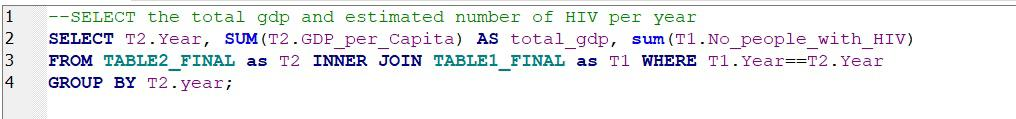 1 --SELECT the total gdp and estimated number of HIV per year
2 SELECT T2.Year, SUM(T2.GDP_per_Capita) AS total_gdp, sum(T1.No_people_with_HIV)
3 FROM TABLE2_FINAL as T2 INNER JOIN TABLE1_FINAL as T1 WHERE T1.Year==T2.Year
4 GROUP BY T2.year;